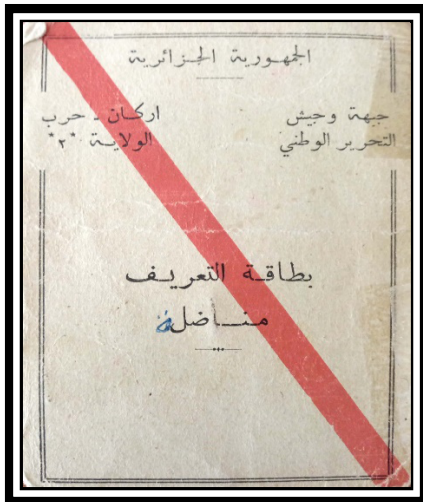 الجمهورية الجزائرية
جبهة وجيش
التحرير الوطني
اركان - حرب
الولاية *٢*
بطاقة التعريف
مناضلة